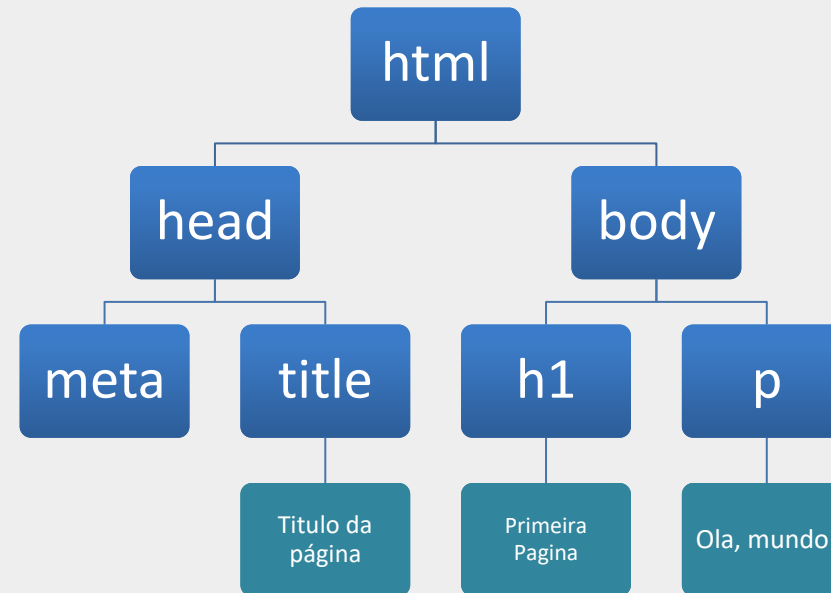 html
head
body
meta
title
h1
p
Titulo da
página
Primeira
Pagina
Ola, mundo